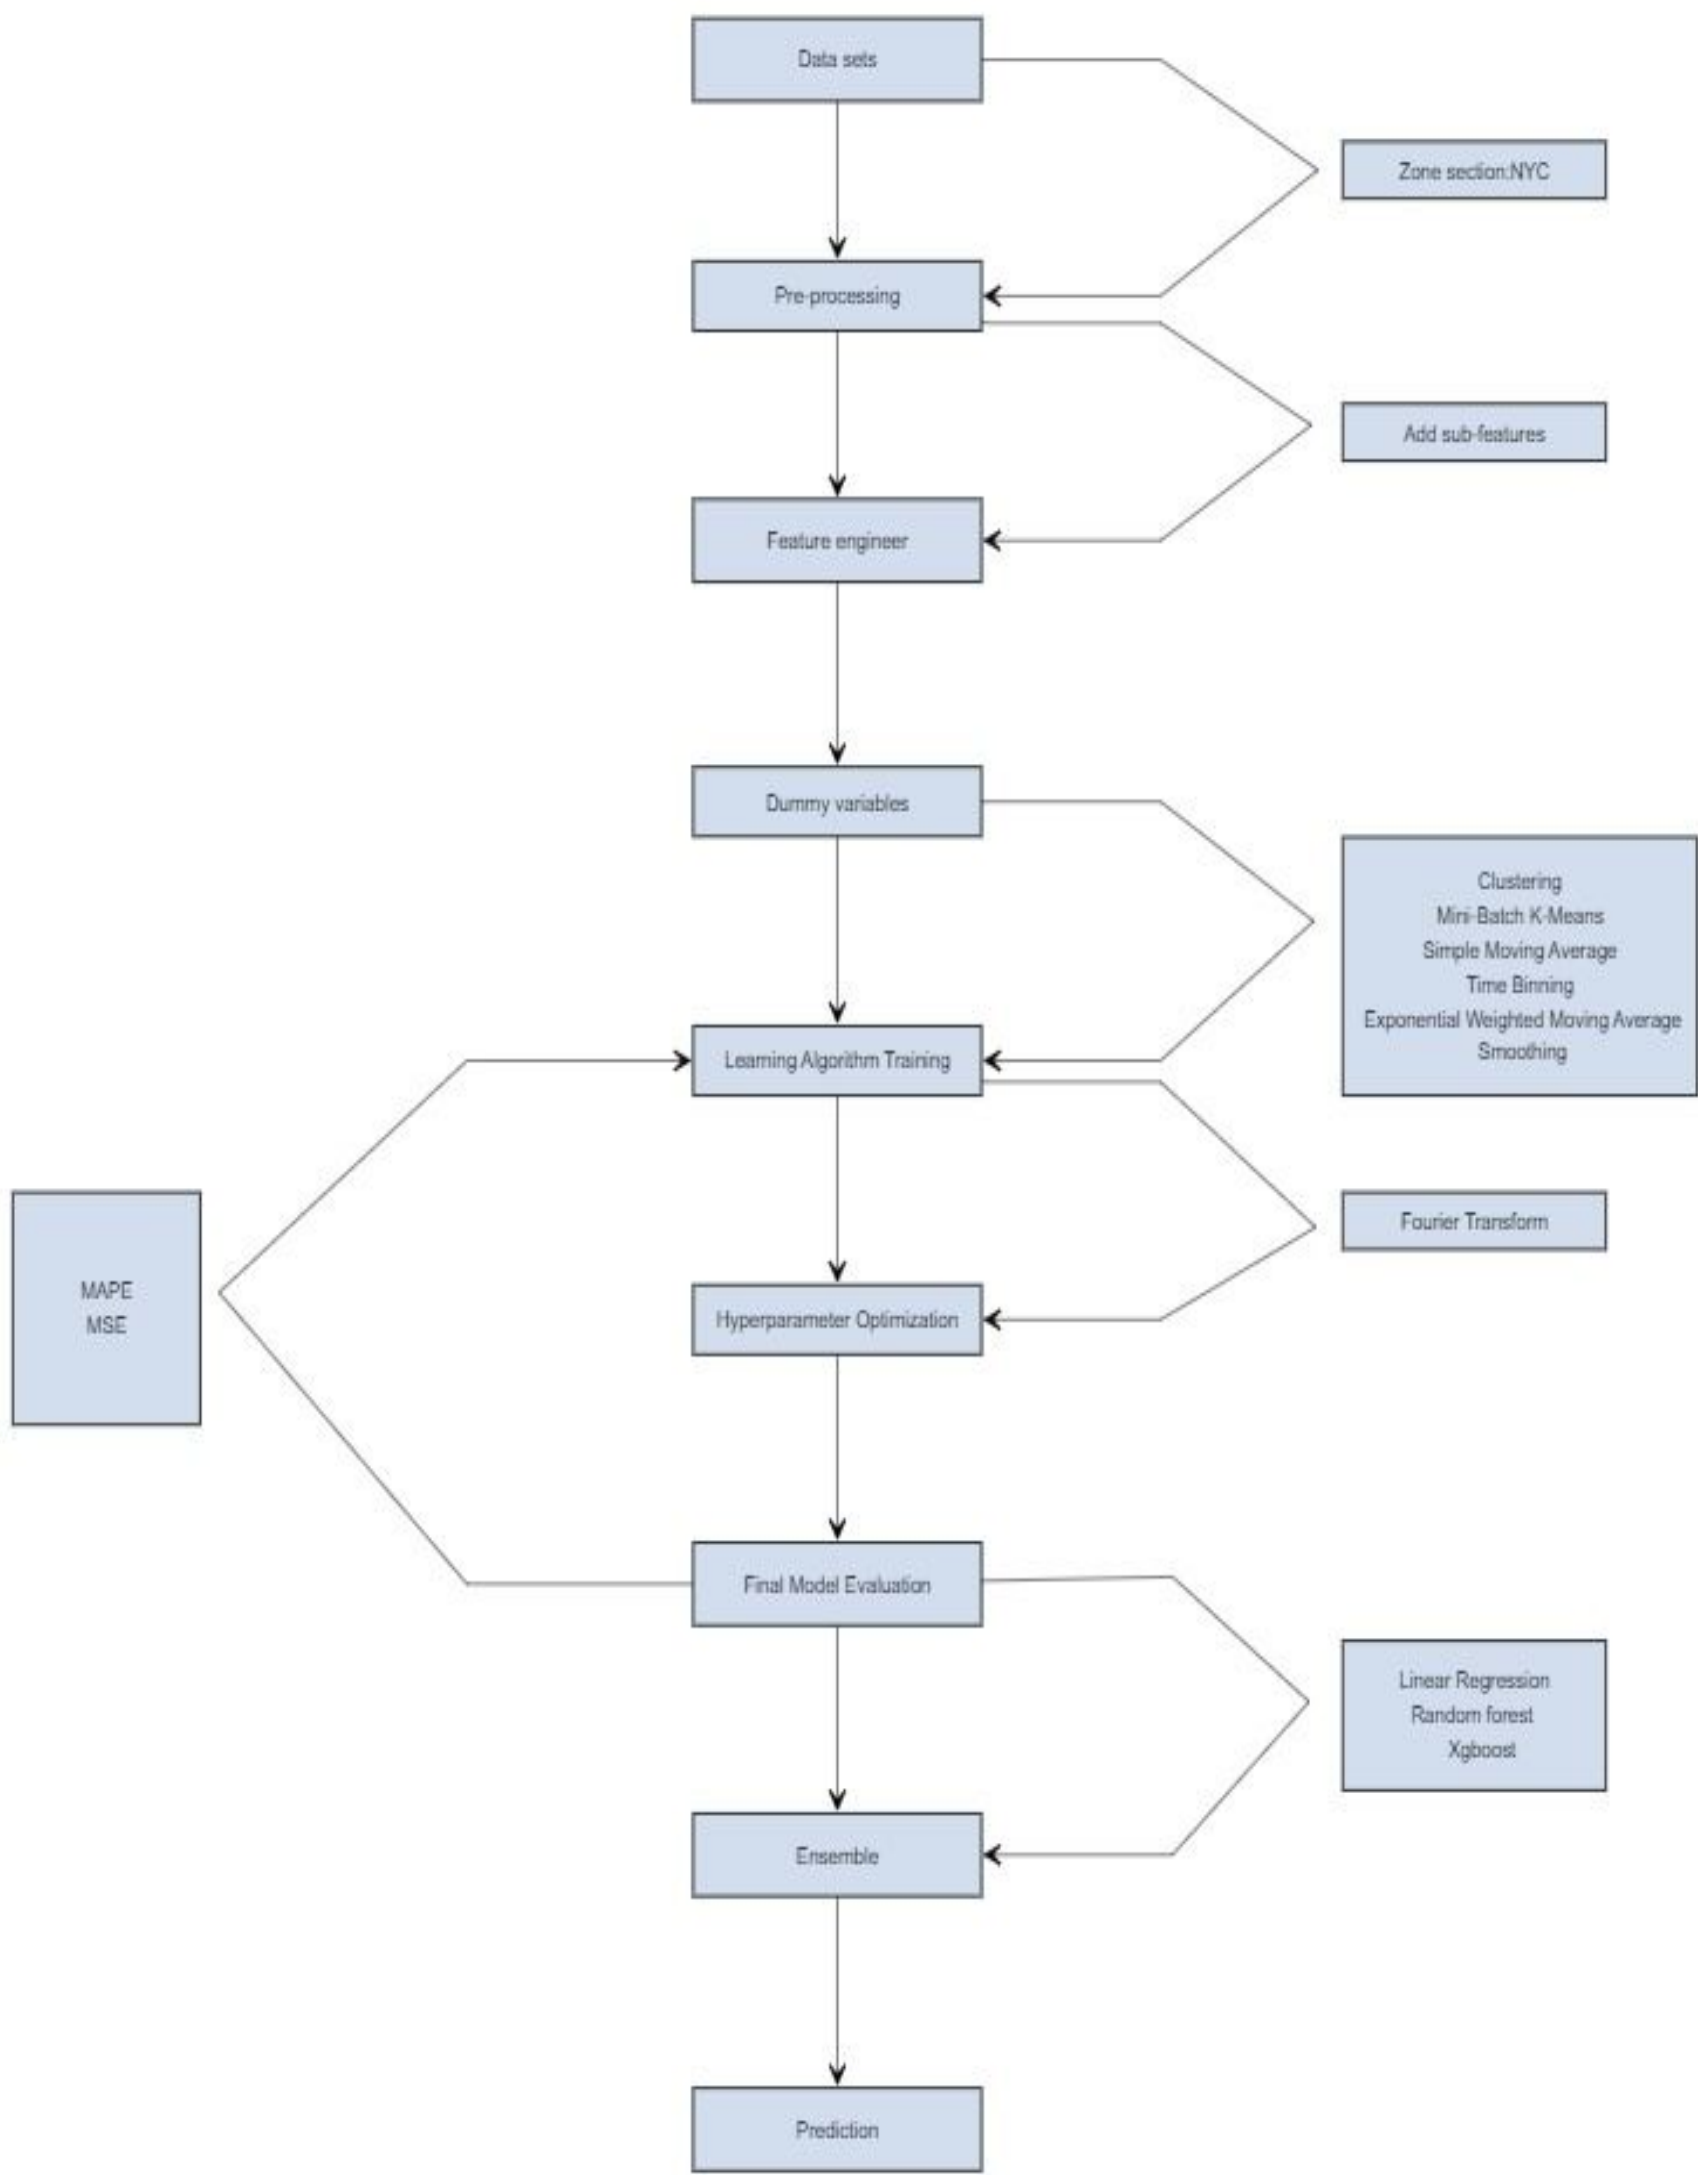 Data sets
Zone section:NYC
Pre-processing
Add sub-features
Feature engineer
Dummy variables
Clustering
Mini-Batch K-Means
Simple Moving Average
Time Binning
Exponential Weighted Moving Average
Smoothing
Learning Algorithm Training
Fourier Transform
MAPE
MSE
Hyperparameter Optimization
Final Model Evaluation
Linear Regression
Random forest
Xgboost
Ensemble
Prediction